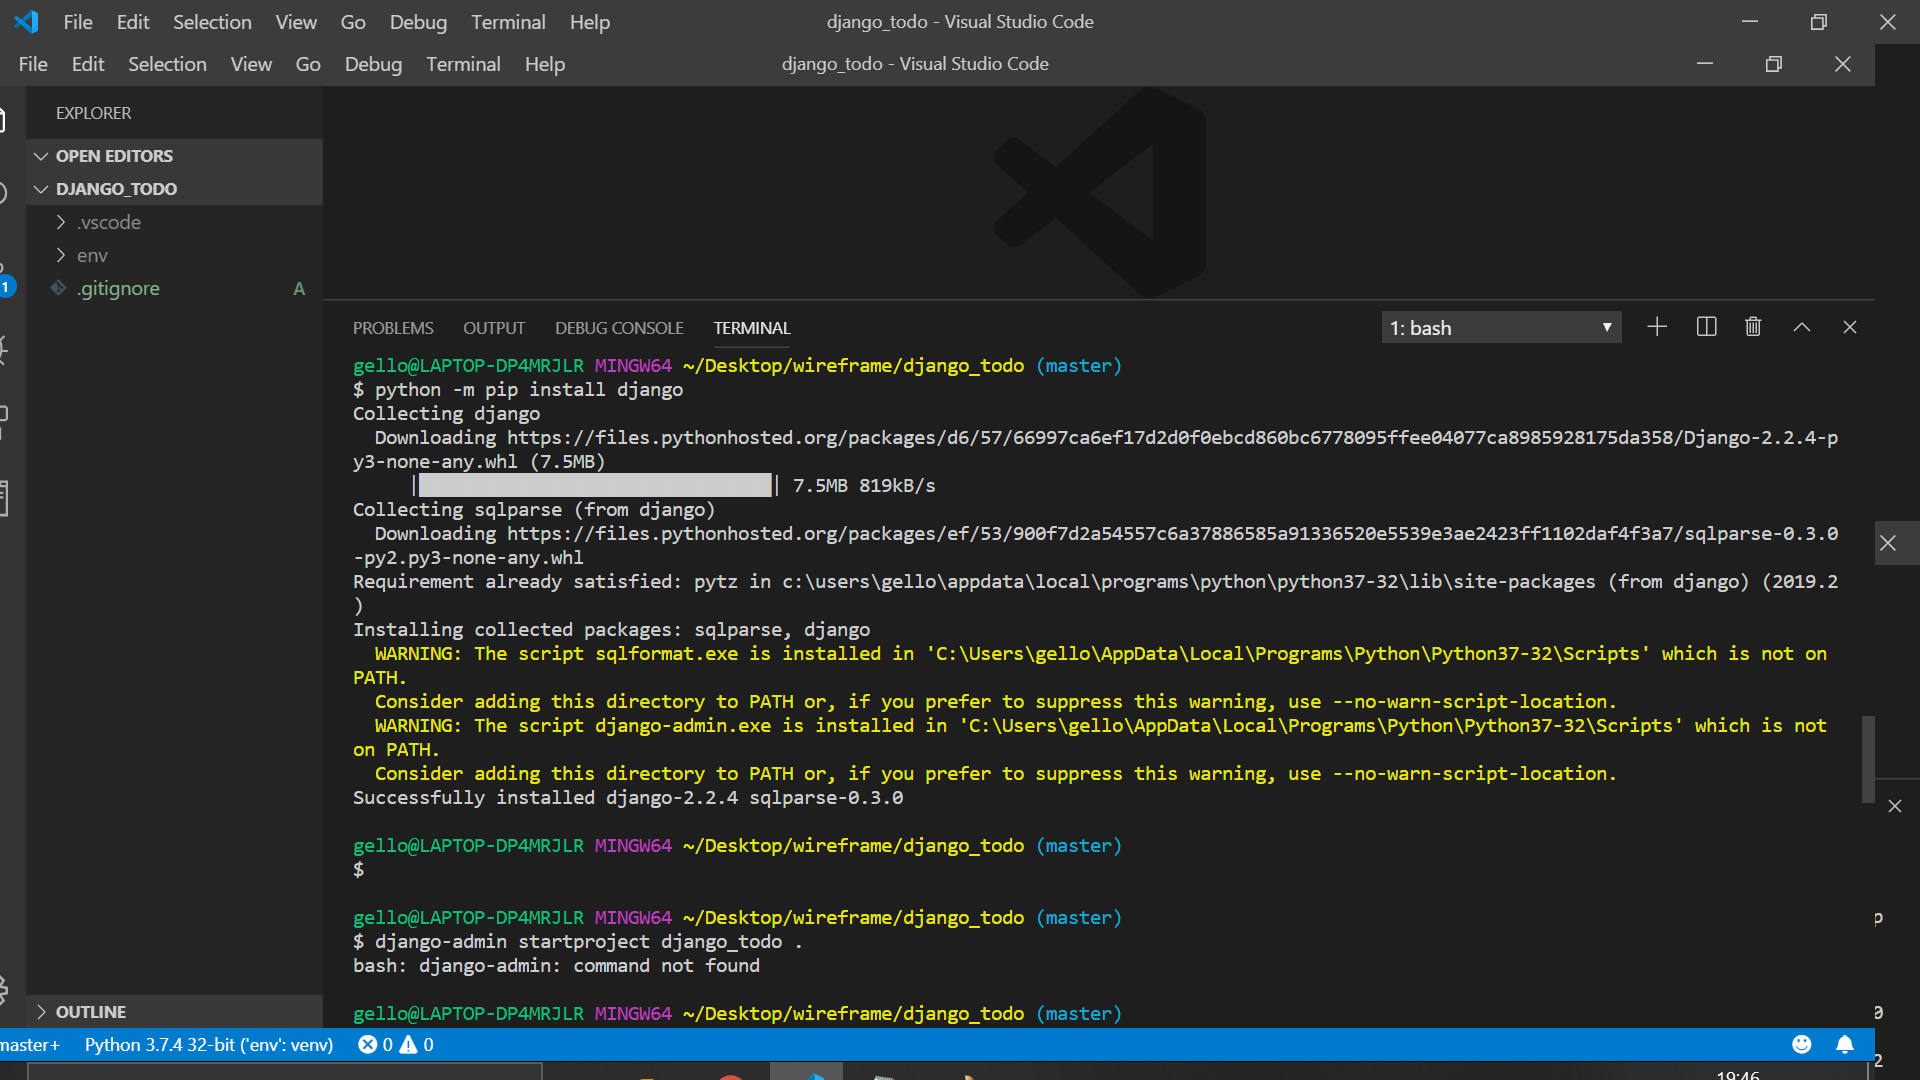 File Edit Selection View Go Debug Terminal Help django_todo - Visual Studio Code
File Edit Selection View Go Debug Terminal Help django_todo - Visual Studio Code
EXPLORER
OPEN EDITORS
DJANGO_TODO
.vscode
env
.gitignore A
1
PROBLEMS OUTPUT DEBUG CONSOLE TERMINAL 1: bash
gello@LAPTOP-DP4MRJLR MINGW64 ~/Desktop/wireframe/django_todo (master)
$ python -m pip install django
Collecting django
  Downloading https://files.pythonhosted.org/packages/d6/57/66997ca6ef17d2d0f0ebcd860bc6778095ffee04077ca8985928175da358/Django-2.2.4-p
y3-none-any.whl (7.5MB)
| | 7.5MB 819kB/s
Collecting sqlparse (from django)
  Downloading https://files.pythonhosted.org/packages/ef/53/900f7d2a54557c6a37886585a91336520e5539e3ae2423ff1102daf4f3a7/sqlparse-0.3.0
-py2.py3-none-any.whl
Requirement already satisfied: pytz in c:\users\gello\appdata\local\programs\python\python37-32\lib\site-packages (from django) (2019.2
)
Installing collected packages: sqlparse, django
  WARNING: The script sqlformat.exe is installed in 'C:\Users\gello\AppData\Local\Programs\Python\Python37-32\Scripts' which is not on
PATH.
  Consider adding this directory to PATH or, if you prefer to suppress this warning, use --no-warn-script-location.
  WARNING: The script django-admin.exe is installed in 'C:\Users\gello\AppData\Local\Programs\Python\Python37-32\Scripts' which is not
on PATH.
  Consider adding this directory to PATH or, if you prefer to suppress this warning, use --no-warn-script-location.
Successfully installed django-2.2.4 sqlparse-0.3.0
gello@LAPTOP-DP4MRJLR MINGW64 ~/Desktop/wireframe/django_todo (master)
$
gello@LAPTOP-DP4MRJLR MINGW64 ~/Desktop/wireframe/django_todo (master)
$ django-admin startproject django_todo .
bash: django-admin: command not found
gello@LAPTOP-DP4MRJLR MINGW64 ~/Desktop/wireframe/django_todo (master)
OUTLINE
master+ Python 3.7.4 32-bit ('env': venv) 0 0
19:46